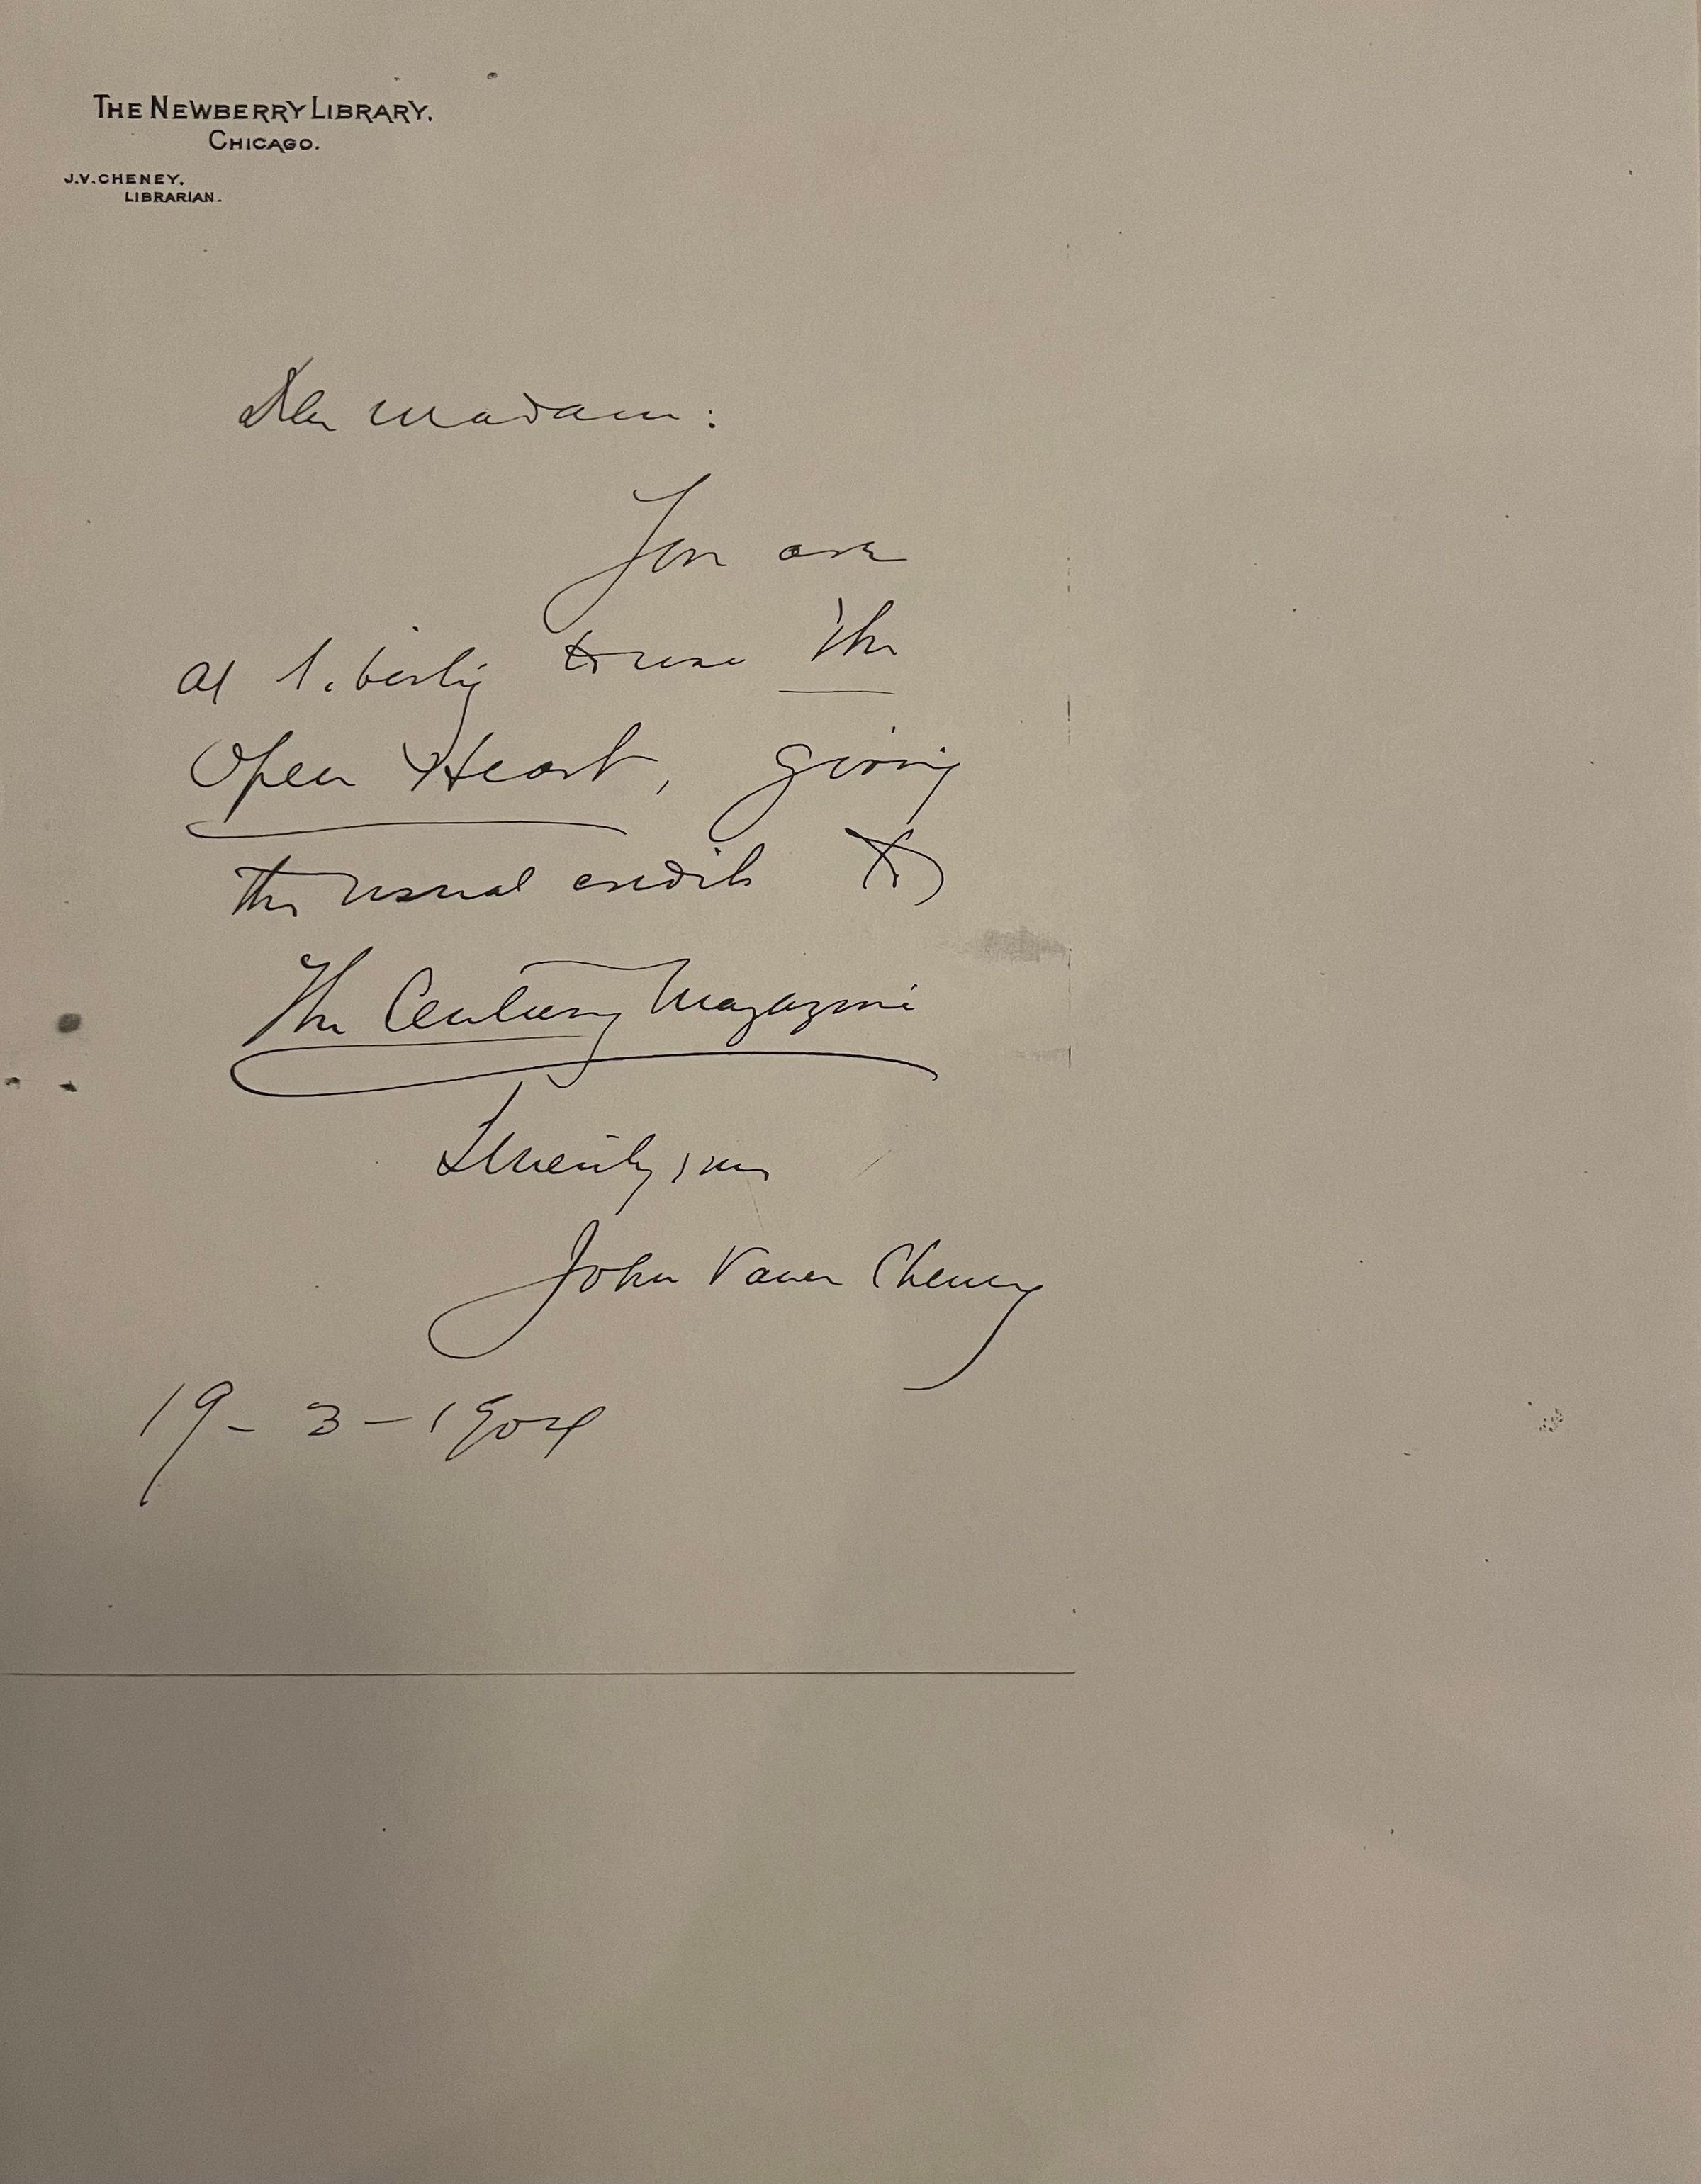 THE NEWBERRY LIBRARY,
CHICAGO.
J.V. CHENEY,
LIBRARIAN.
Dear Madam:
You are
at liberty to use The
Open Heart, giving
the usual credit to
The Century Magazine
Sincerely yours
John Vance Cheney
19-3-1904